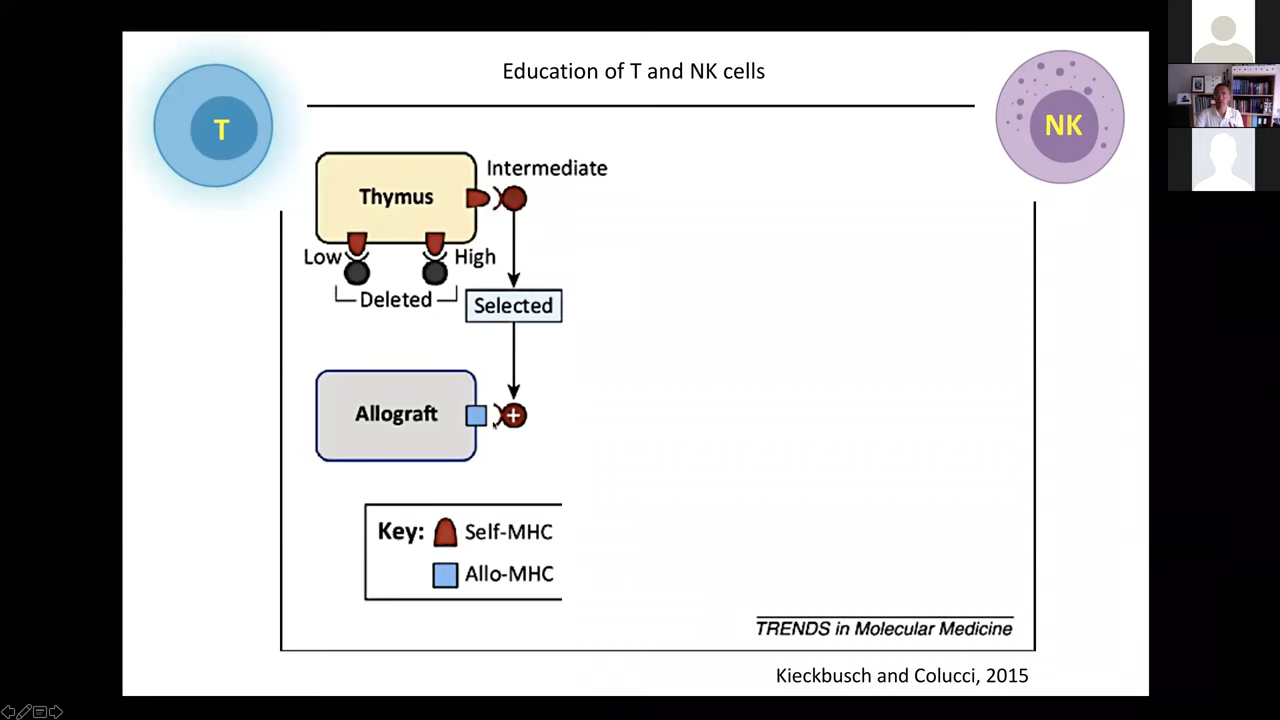 Education of T and NK cells
T
NK
Thymus
Intermediate
Low
High
Deleted
Selected
Allograft
+
Key:
Self-MHC
Allo-MHC
TRENDS in Molecular Medicine
Kieckbusch and Colucci, 2015